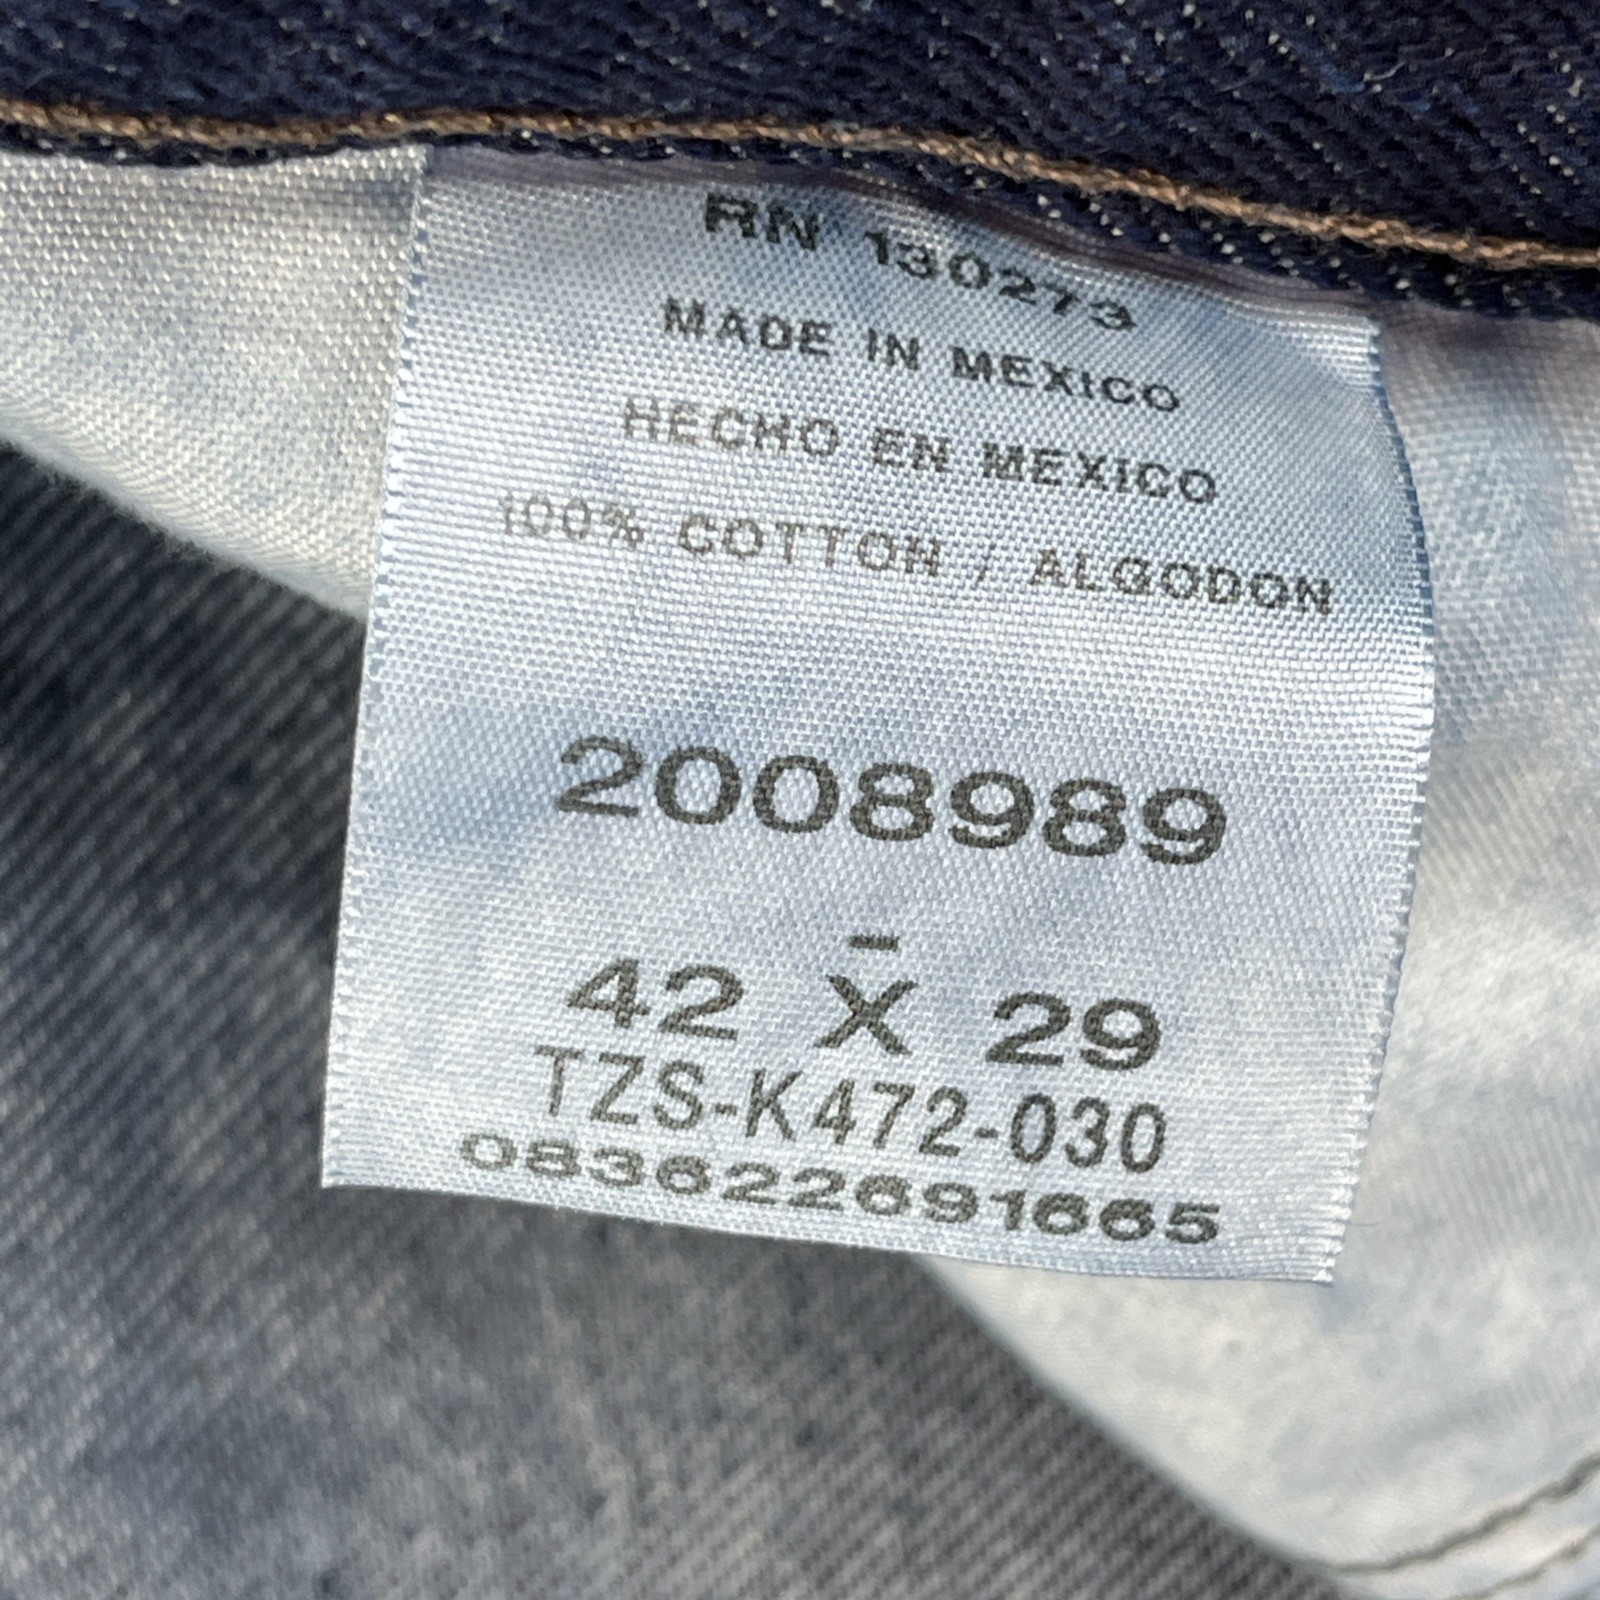 RN 130273
MADE IN MEXICO
HECHO EN MEXICO
100% COTTON / ALGODON
2008989
-
42 X 29
TZS-K472-030
083622691665